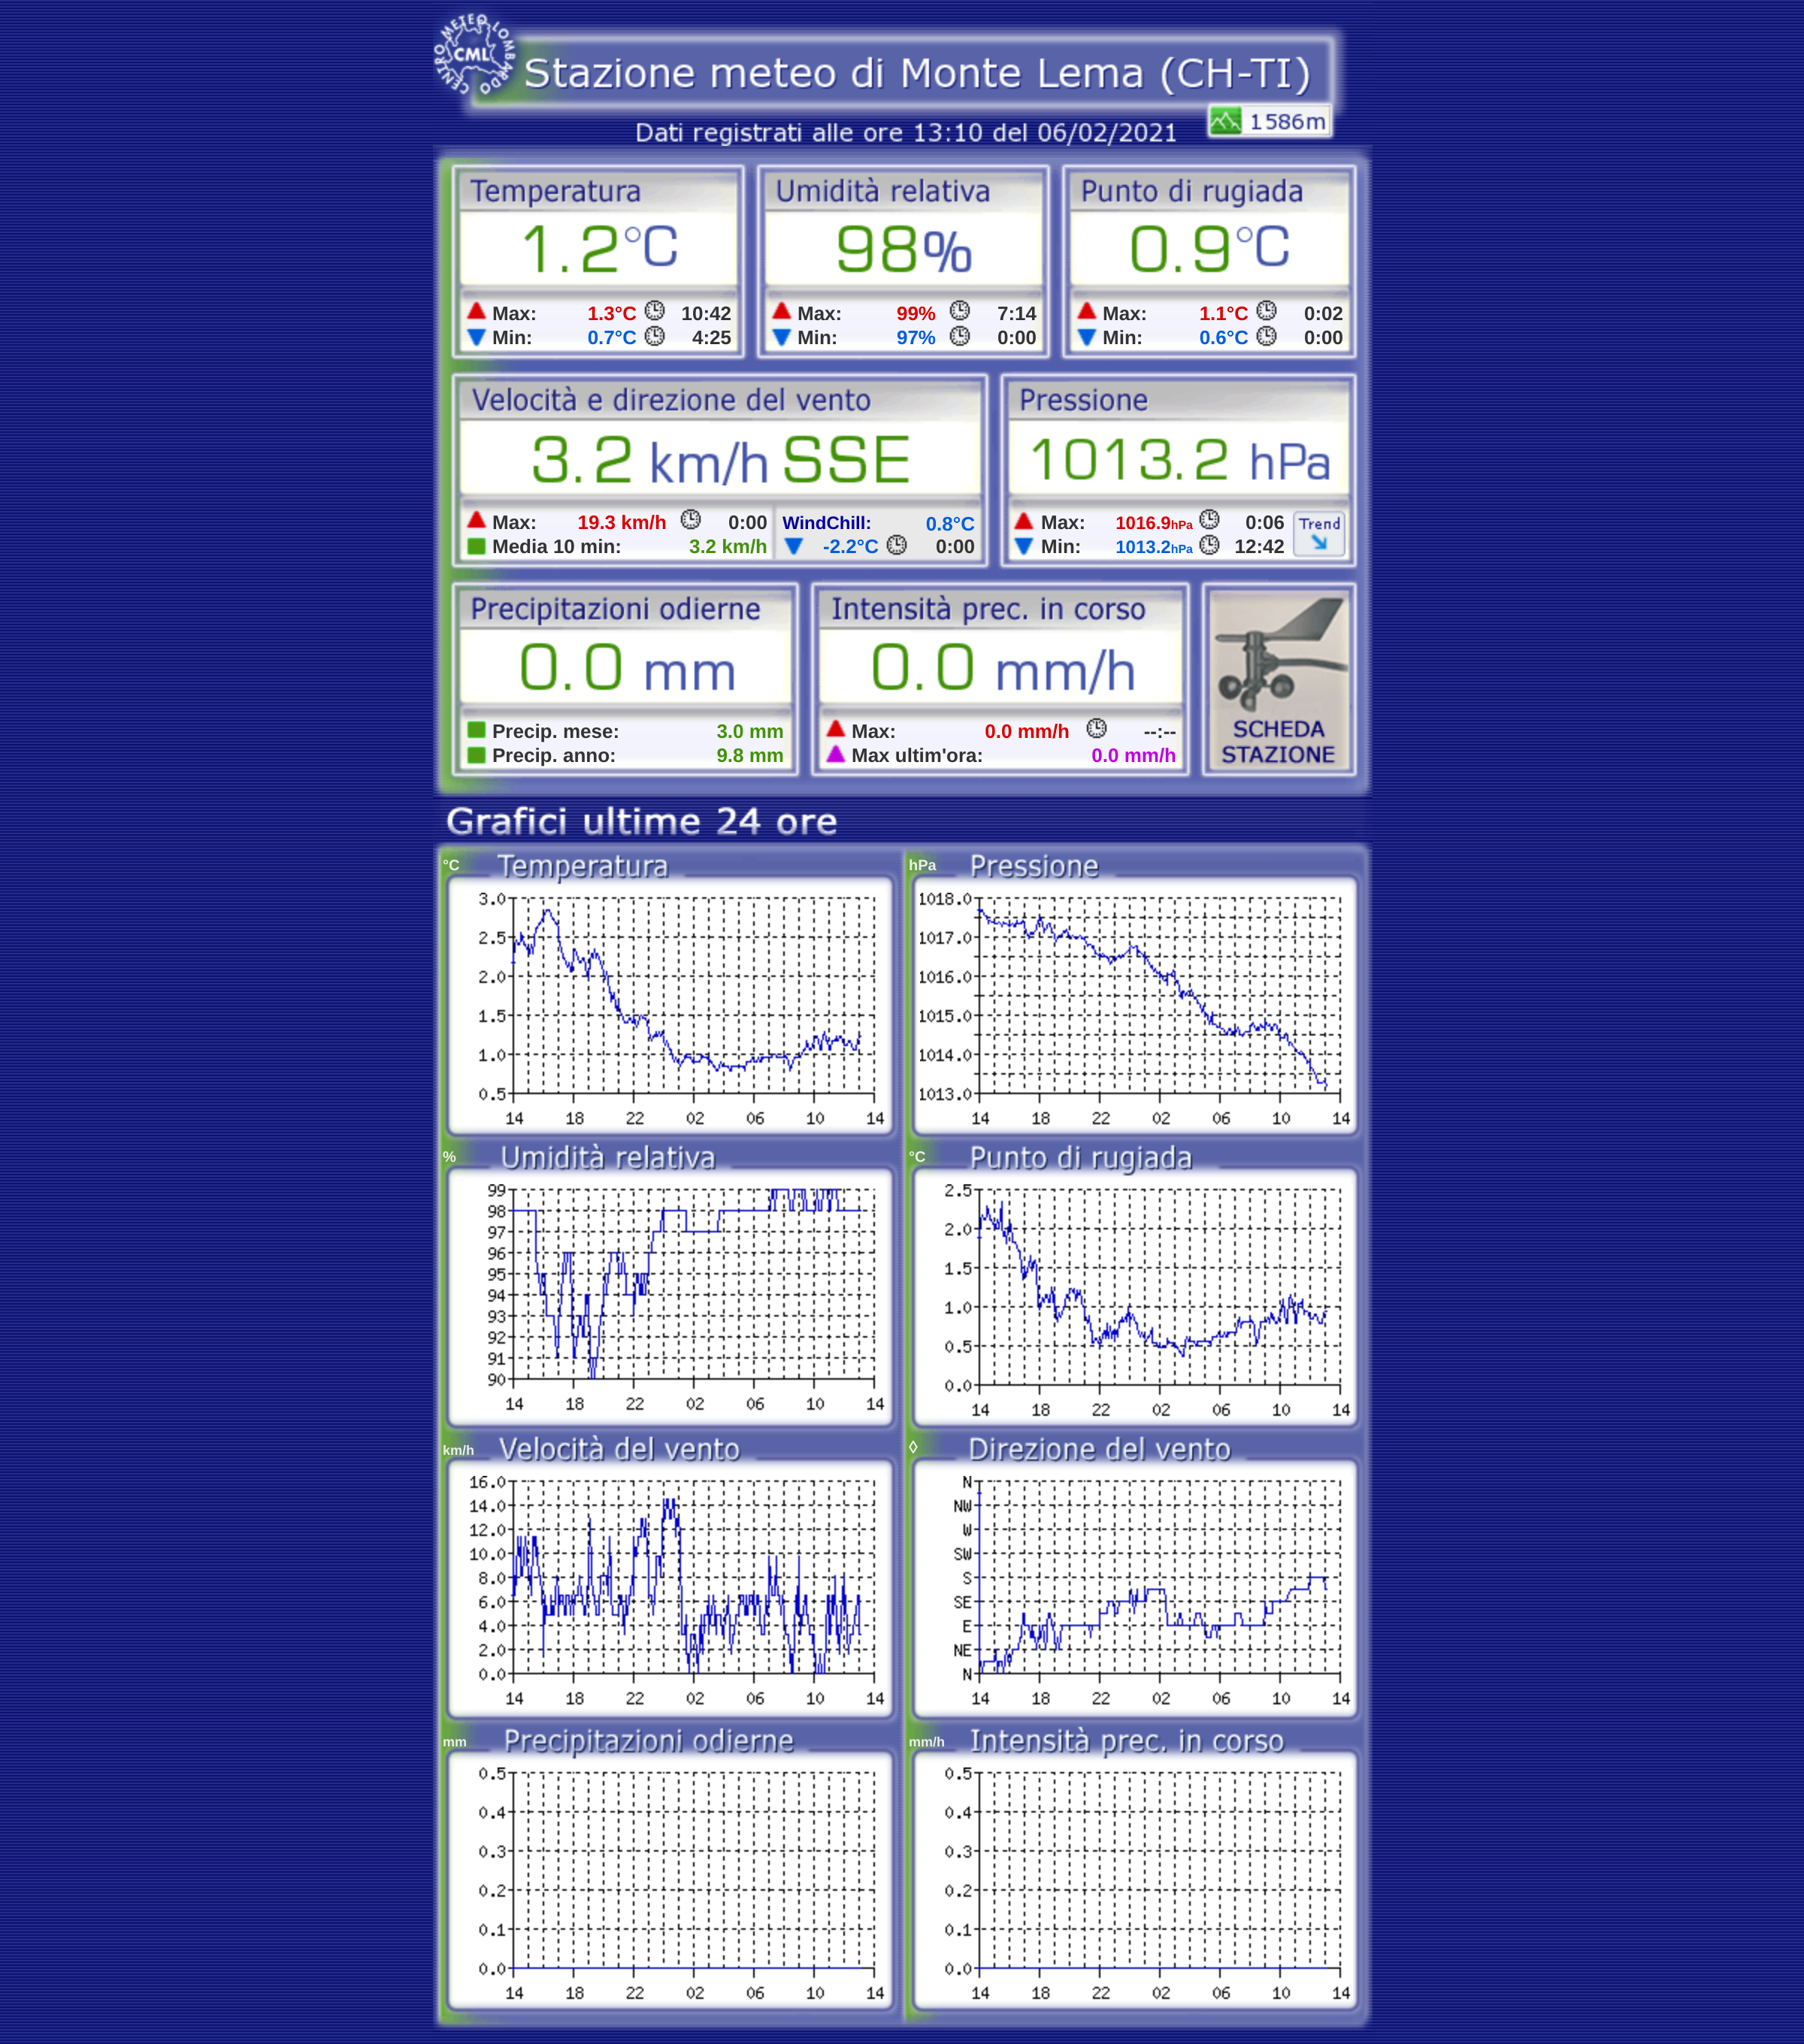 CENTRO METEO LOMBARDO
CML
Stazione meteo di Monte Lema (CH-TI)
1586m
Dati registrati alle ore 13:10 del 06/02/2021
Temperatura
1.2°C
Max: 1.3°C 10:42
Min: 0.7°C 4:25
Umidità relativa
98%
Max: 99% 7:14
Min: 97% 0:00
Punto di rugiada
0.9°C
Max: 1.1°C 0:02
Min: 0.6°C 0:00
Velocità e direzione del vento
3.2 km/h SSE
Max: 19.3 km/h 0:00
Media 10 min: 3.2 km/h
WindChill: 0.8°C
-2.2°C 0:00
Pressione
1013.2 hPa
Max: 1016.9hPa 0:06
Min: 1013.2hPa 12:42
Trend
Precipitazioni odierne
0.0 mm
Precip. mese: 3.0 mm
Precip. anno: 9.8 mm
Intensità prec. in corso
0.0 mm/h
Max: 0.0 mm/h --:--
Max ultim'ora: 0.0 mm/h
SCHEDA
STAZIONE
Grafici ultime 24 ore
°C Temperatura
3.0
2.5
2.0
1.5
1.0
0.5
14 18 22 02 06 10 14
hPa Pressione
1018.0
1017.0
1016.0
1015.0
1014.0
1013.0
14 18 22 02 06 10 14
% Umidità relativa
99
98
97
96
95
94
93
92
91
90
14 18 22 02 06 10 14
°C Punto di rugiada
2.5
2.0
1.5
1.0
0.5
0.0
14 18 22 02 06 10 14
km/h Velocità del vento
16.0
14.0
12.0
10.0
8.0
6.0
4.0
2.0
0.0
14 18 22 02 06 10 14
◊ Direzione del vento
N
NW
W
SW
S
SE
E
NE
N
14 18 22 02 06 10 14
mm Precipitazioni odierne
0.5
0.4
0.3
0.2
0.1
0.0
14 18 22 02 06 10 14
mm/h Intensità prec. in corso
0.5
0.4
0.3
0.2
0.1
0.0
14 18 22 02 06 10 14